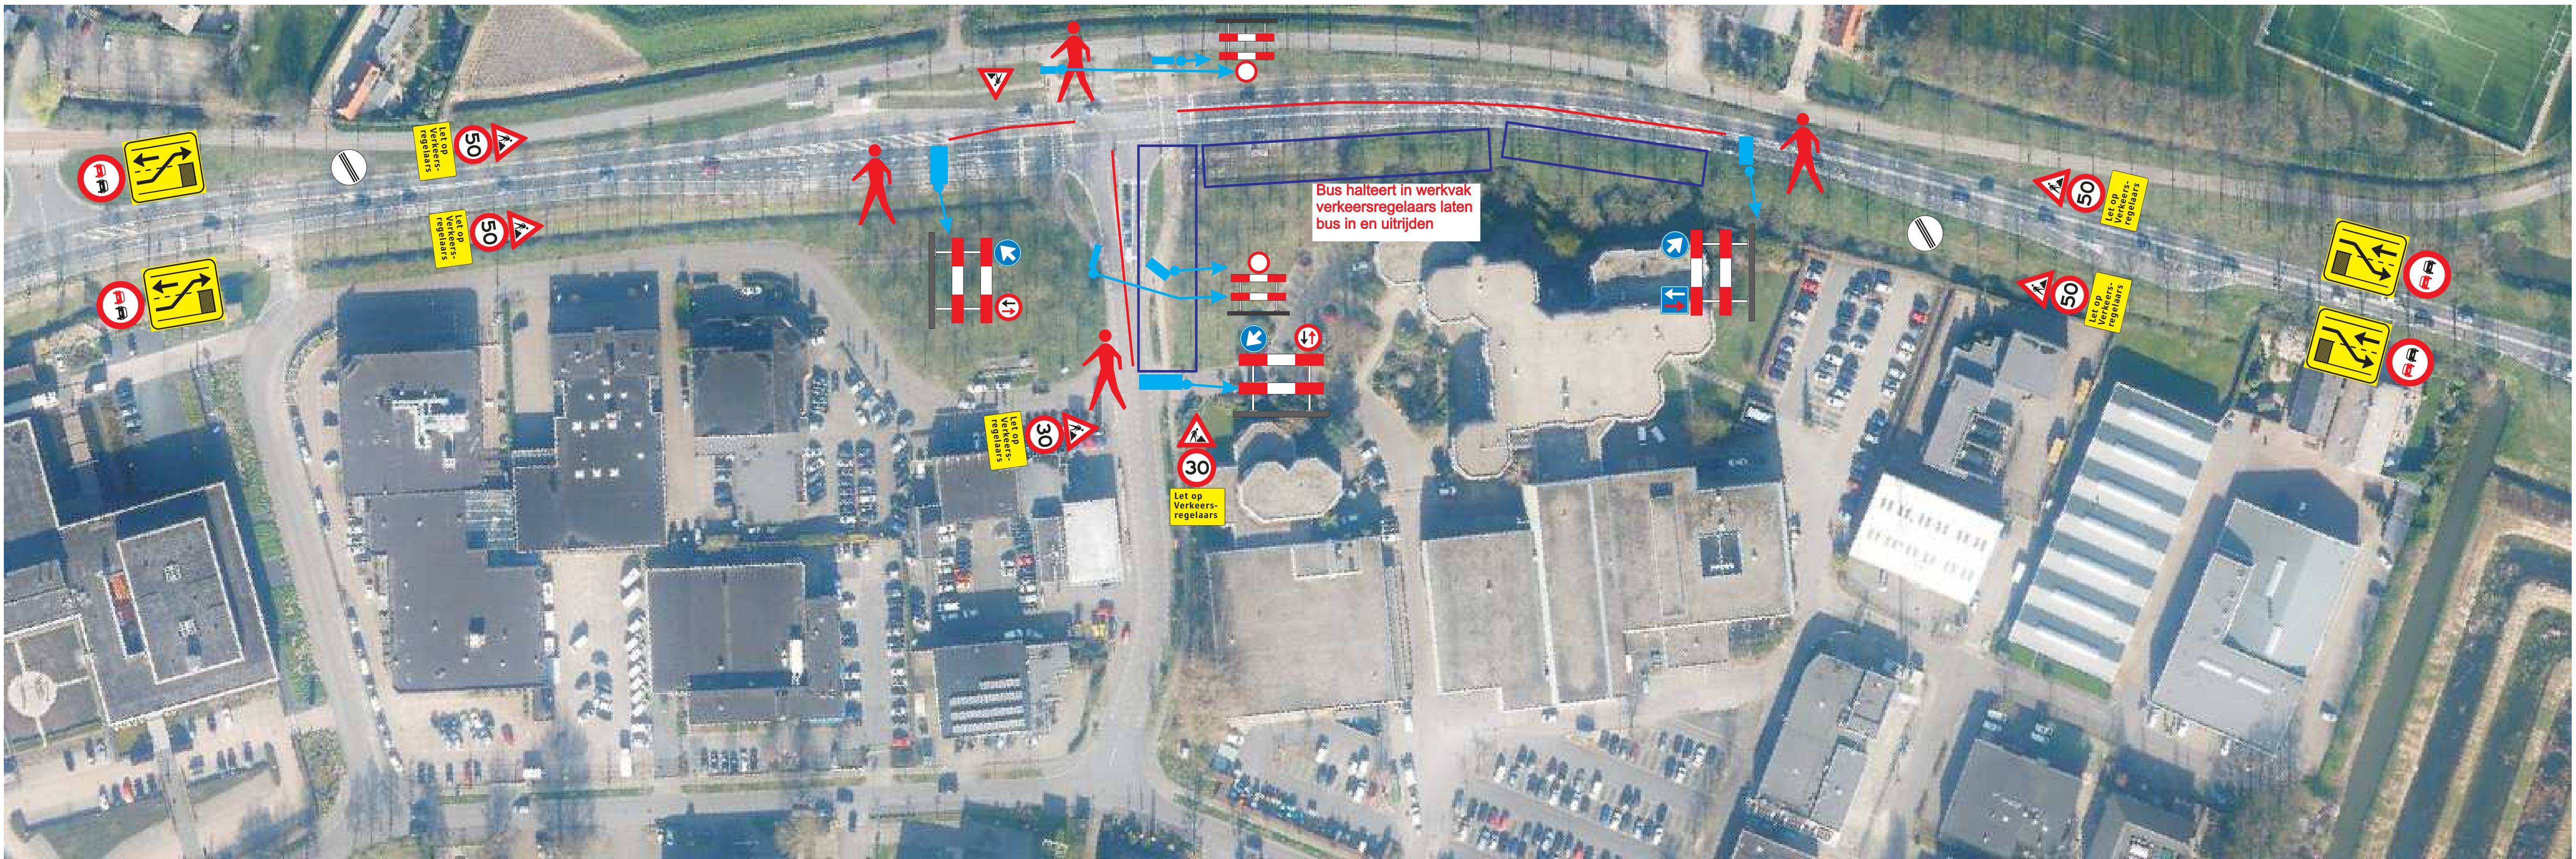 Let op
Verkeers-
regelaars
50
Let op
Verkeers-
regelaars
50
Bus halteert in werkvak
verkeersregelaars laten
bus in en uitrijden
50
Let op
Verkeers-
regelaars
50
Let op
Verkeers-
regelaars
Let op
Verkeers-
regelaars
30
30
Let op
Verkeers-
regelaars